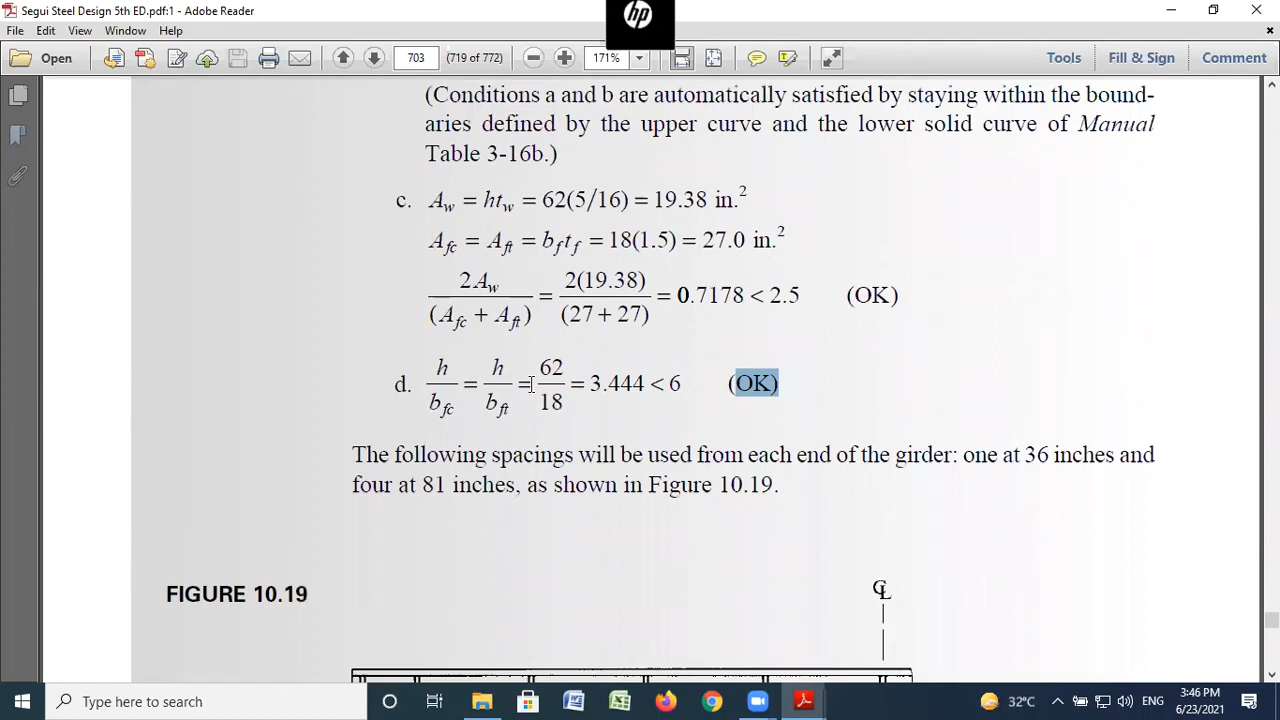 Segui Steel Design 5th ED.pdf:1 - Adobe Reader
hp
File Edit View Window Help
Open 703 (719 of 772) 171% Tools Fill & Sign Comment
(Conditions a and b are automatically satisfied by staying within the bound-
aries defined by the upper curve and the lower solid curve of Manual
Table 3-16b.)
c. A_w = ht_w = 62(5/16) = 19.38 in.²
A_fc = A_ft = b_f t_f = 18(1.5) = 27.0 in.²
2A_w/(A_fc + A_ft) = 2(19.38)/(27 + 27) = 0.7178 < 2.5 (OK)
d. h/b_fc = h/b_ft = 62/18 = 3.444 < 6 (OK)
The following spacings will be used from each end of the girder: one at 36 inches and
four at 81 inches, as shown in Figure 10.19.
FIGURE 10.19
CL
Type here to search
32°C ENG 3:46 PM
6/23/2021